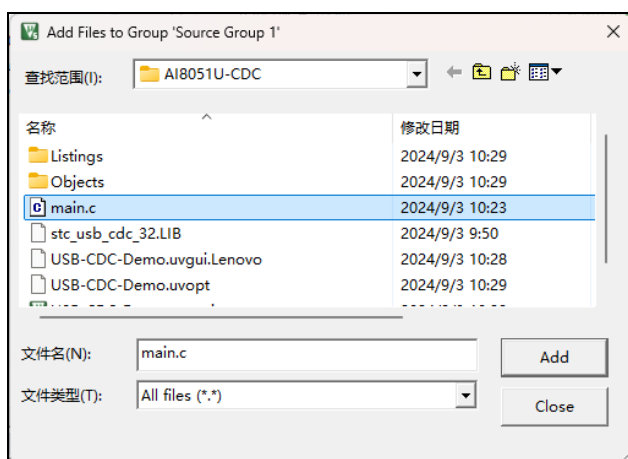 Add Files to Group 'Source Group 1'
查找范围(I): AI8051U-CDC
名称 修改日期
Listings 2024/9/3 10:29
Objects 2024/9/3 10:29
main.c 2024/9/3 10:23
stc_usb_cdc_32.LIB 2024/9/3 9:50
USB-CDC-Demo.uvgui.Lenovo 2024/9/3 10:28
USB-CDC-Demo.uvopt 2024/9/3 10:29
文件名(N): main.c Add
文件类型(T): All files (*.*) Close